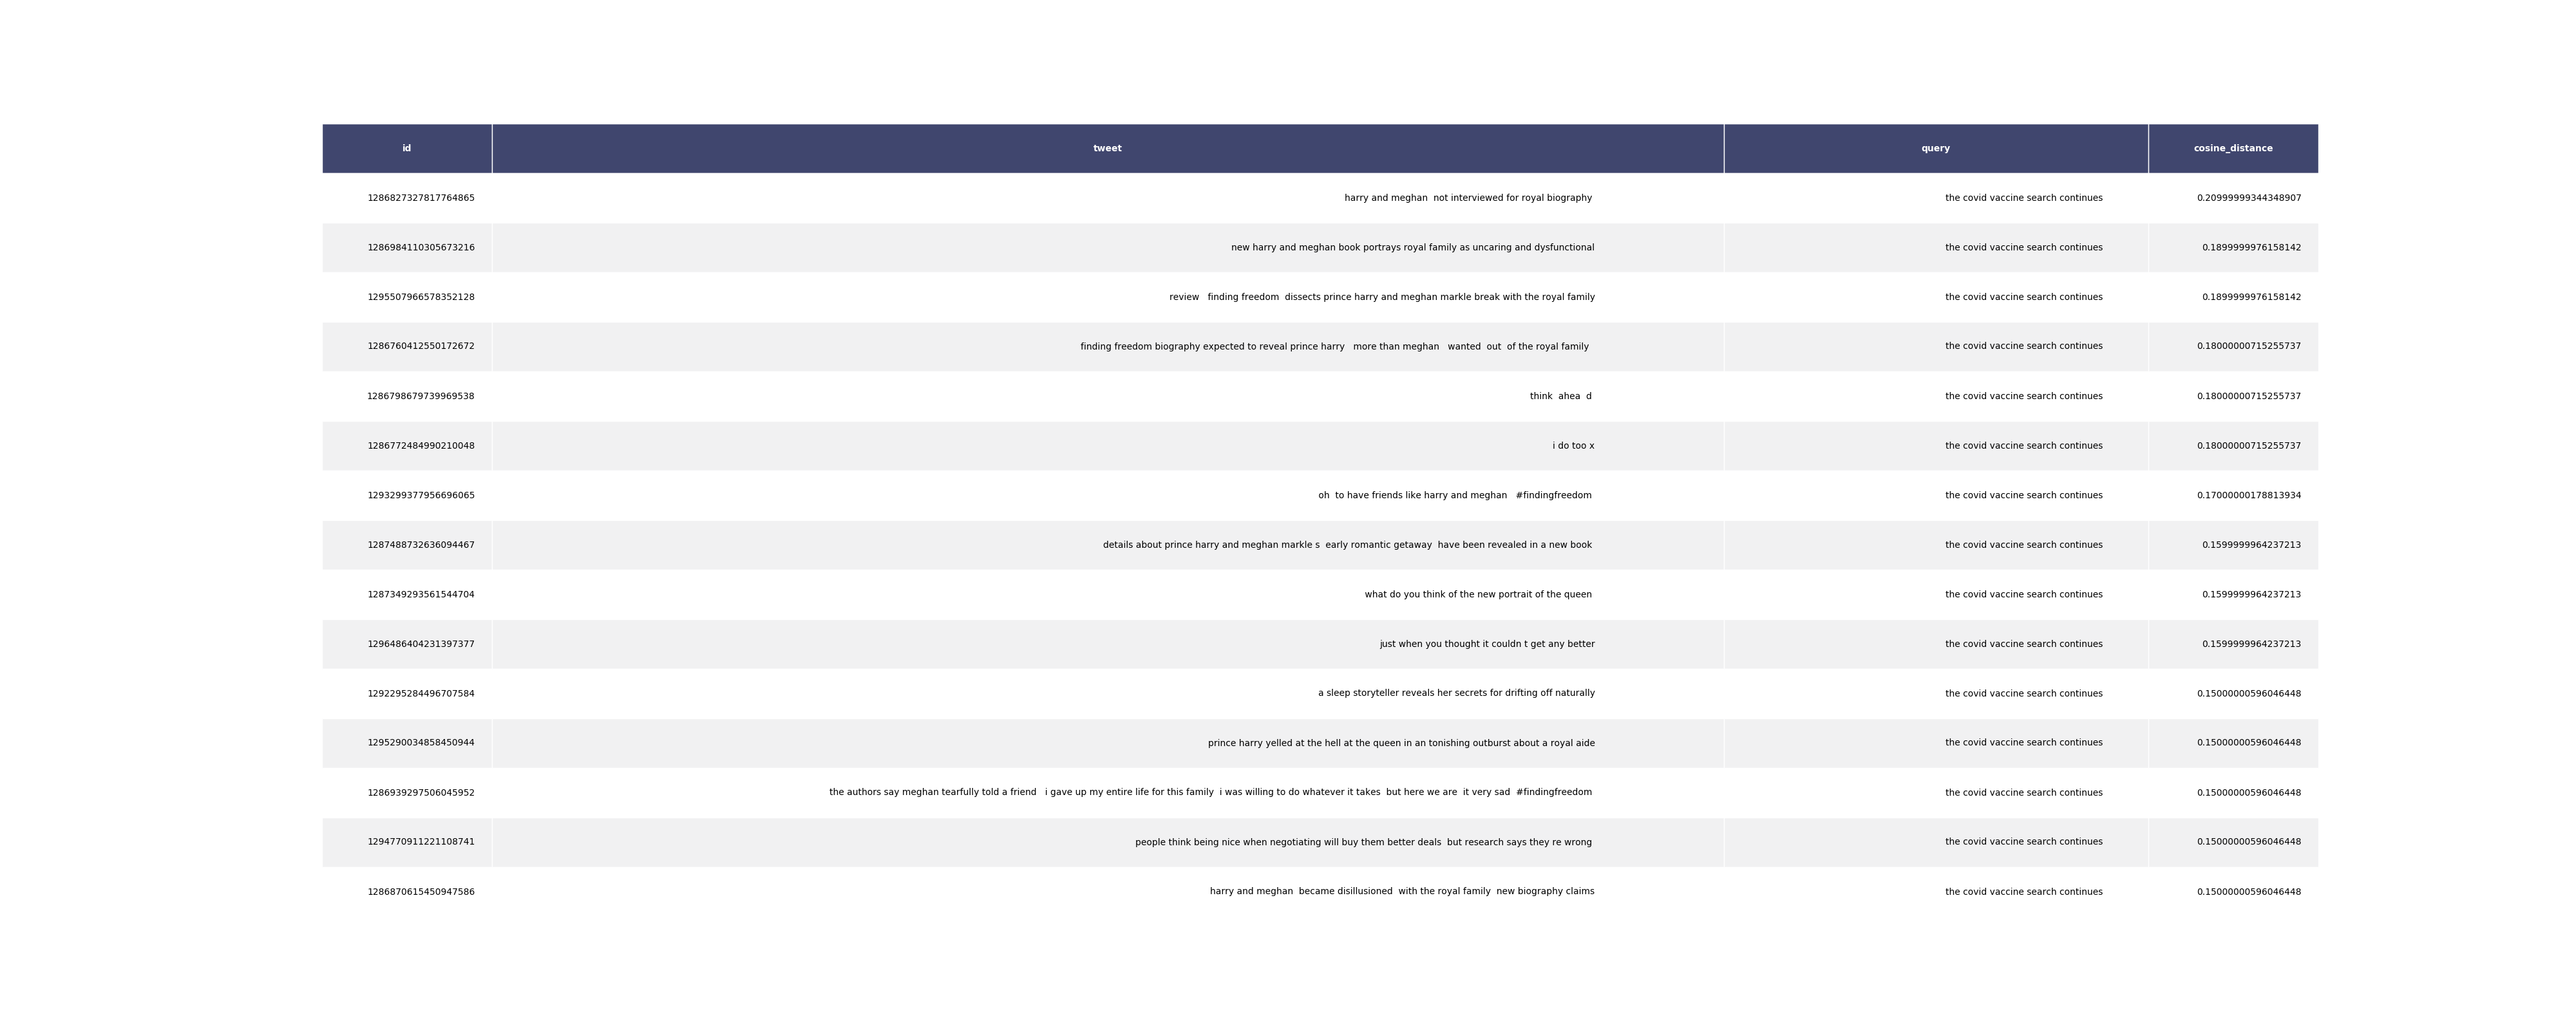 id tweet query cosine_distance
1286827327817764865 harry and meghan  not interviewed for royal biography the covid vaccine search continues 0.20999999344348907
1286984110305673216 new harry and meghan book portrays royal family as uncaring and dysfunctional the covid vaccine search continues 0.1899999976158142
1295507966578352128 review   finding freedom  dissects prince harry and meghan markle break with the royal family the covid vaccine search continues 0.1899999976158142
1286760412550172672 finding freedom biography expected to reveal prince harry   more than meghan   wanted  out  of the royal family the covid vaccine search continues 0.18000000715255737
1286798679739969538 think  ahea  d the covid vaccine search continues 0.18000000715255737
1286772484990210048 i do too x the covid vaccine search continues 0.18000000715255737
1293299377956696065 oh  to have friends like harry and meghan   #findingfreedom the covid vaccine search continues 0.17000000178813934
1287488732636094467 details about prince harry and meghan markle s  early romantic getaway  have been revealed in a new book the covid vaccine search continues 0.1599999964237213
1287349293561544704 what do you think of the new portrait of the queen the covid vaccine search continues 0.1599999964237213
1296486404231397377 just when you thought it couldn t get any better the covid vaccine search continues 0.1599999964237213
1292295284496707584 a sleep storyteller reveals her secrets for drifting off naturally the covid vaccine search continues 0.15000000596046448
1295290034858450944 prince harry yelled at the hell at the queen in an tonishing outburst about a royal aide the covid vaccine search continues 0.15000000596046448
1286939297506045952 the authors say meghan tearfully told a friend   i gave up my entire life for this family  i was willing to do whatever it takes  but here we are  it very sad  #findingfreedom the covid vaccine search continues 0.15000000596046448
1294770911221108741 people think being nice when negotiating will buy them better deals  but research says they re wrong the covid vaccine search continues 0.15000000596046448
1286870615450947586 harry and meghan  became disillusioned  with the royal family  new biography claims the covid vaccine search continues 0.15000000596046448